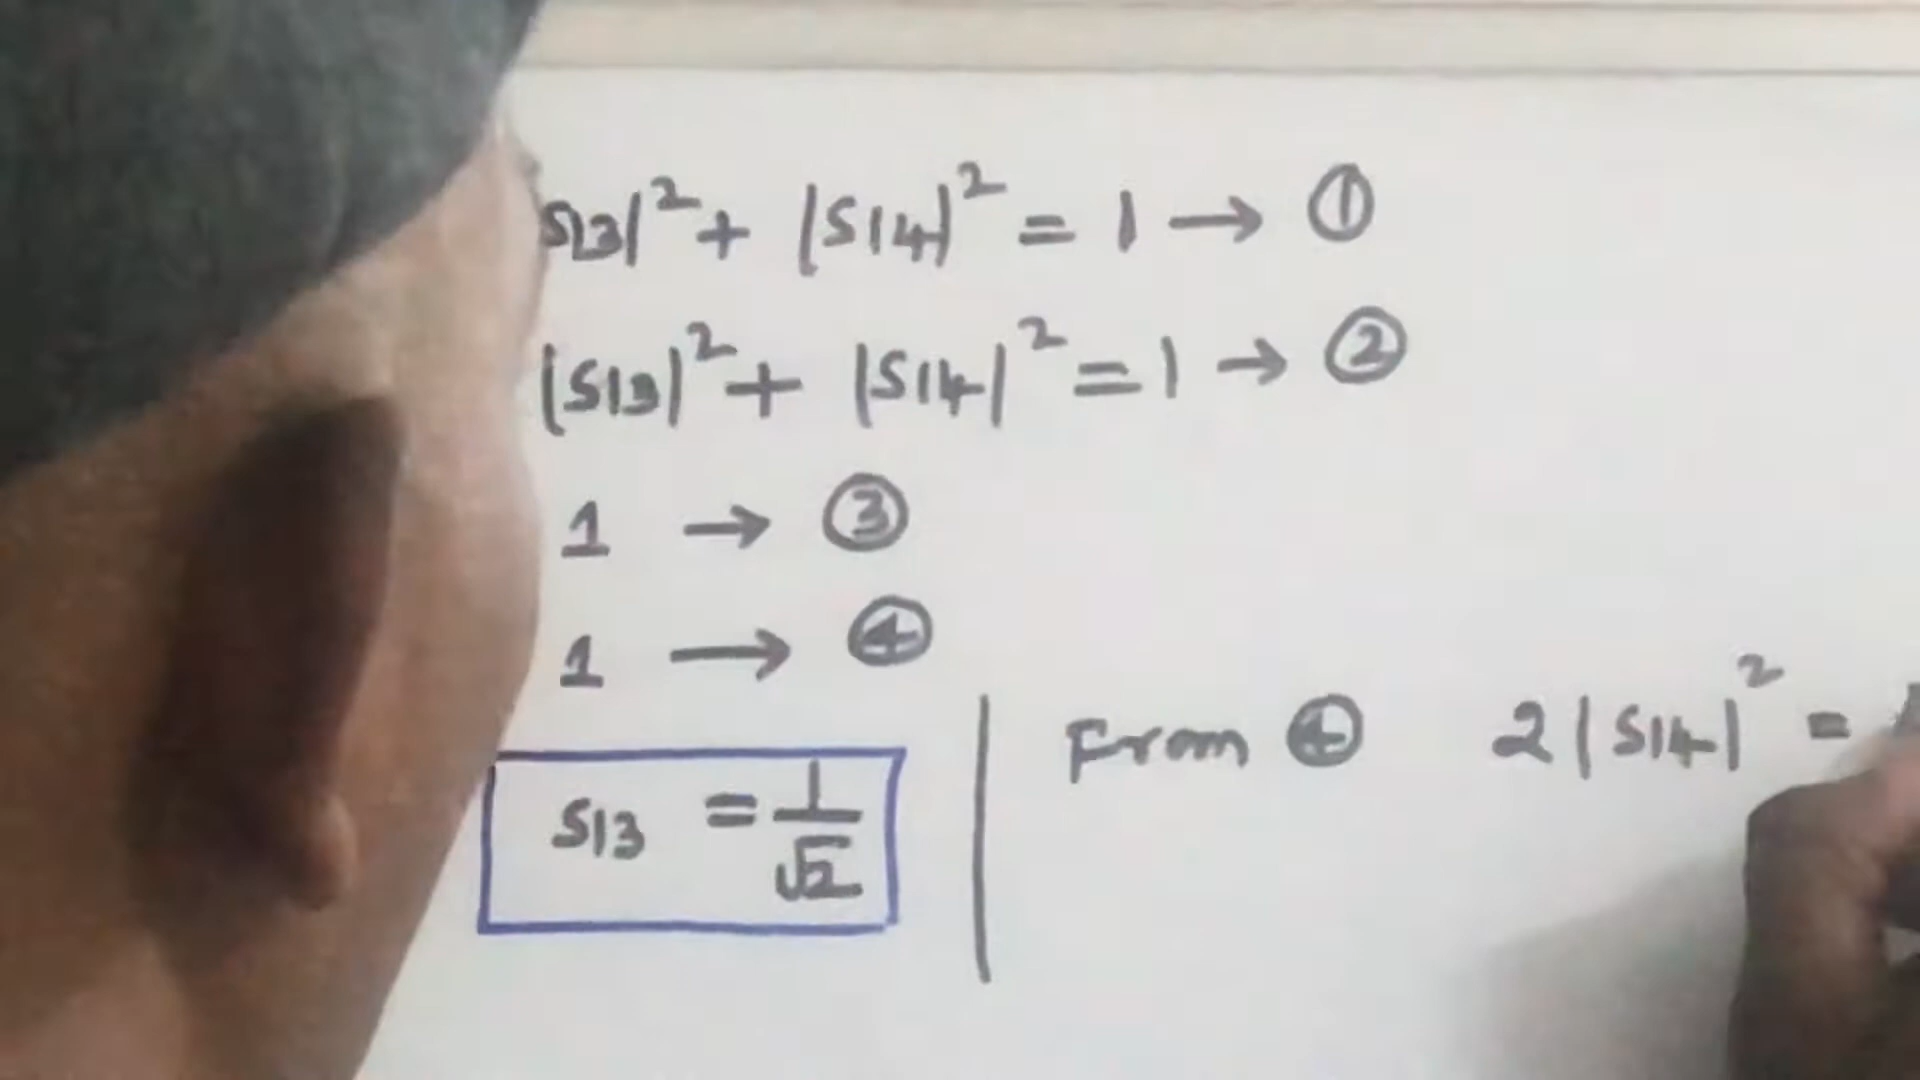 S13|² + |S14|² = 1 → ①
|S13|² + |S14|² = 1 → ②
1 → ③
1 → ④
S13 = 1/√2
From ④ 2|S14|² =